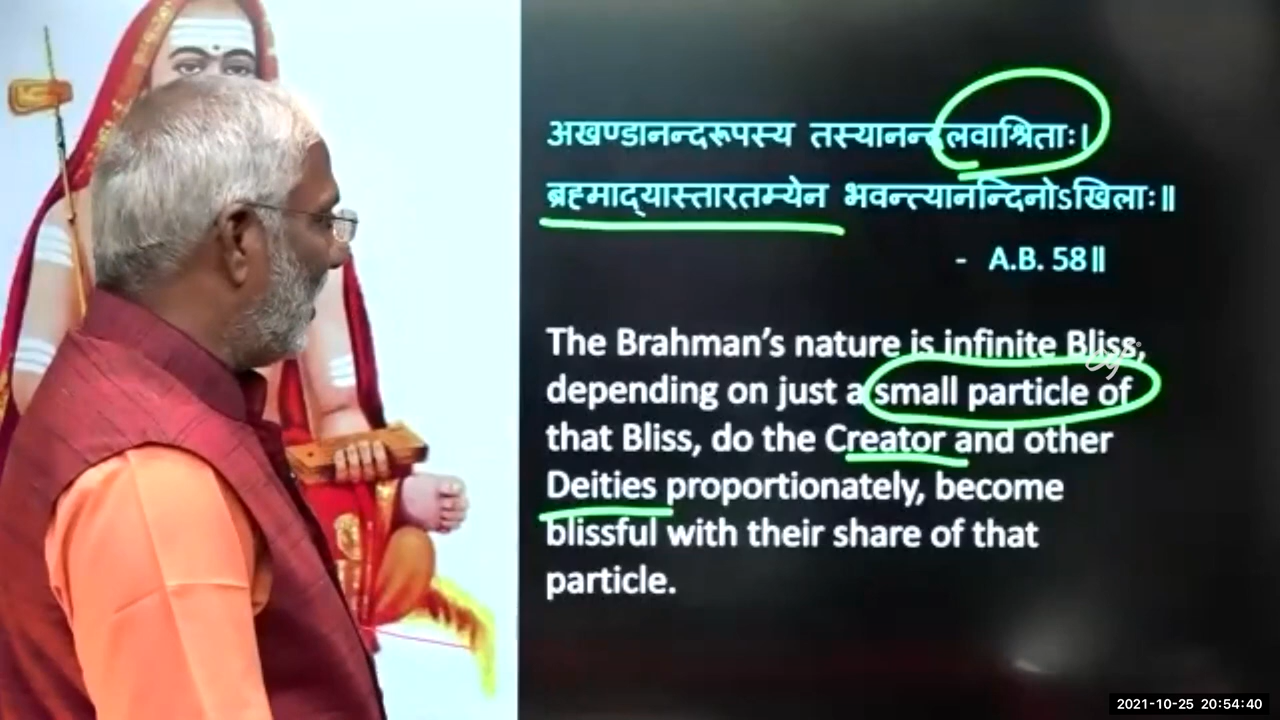 अखण्डानन्दरूपस्य तस्यानन्दलवाश्रिताः।
ब्रह्माद्यास्तारतम्येन भवन्त्यानन्दिनोऽखिलाः॥
- A.B. 58॥
The Brahman's nature is infinite Bliss,
depending on just a small particle of
that Bliss, do the Creator and other
Deities proportionately, become
blissful with their share of that
particle.
2021-10-25 20:54:40